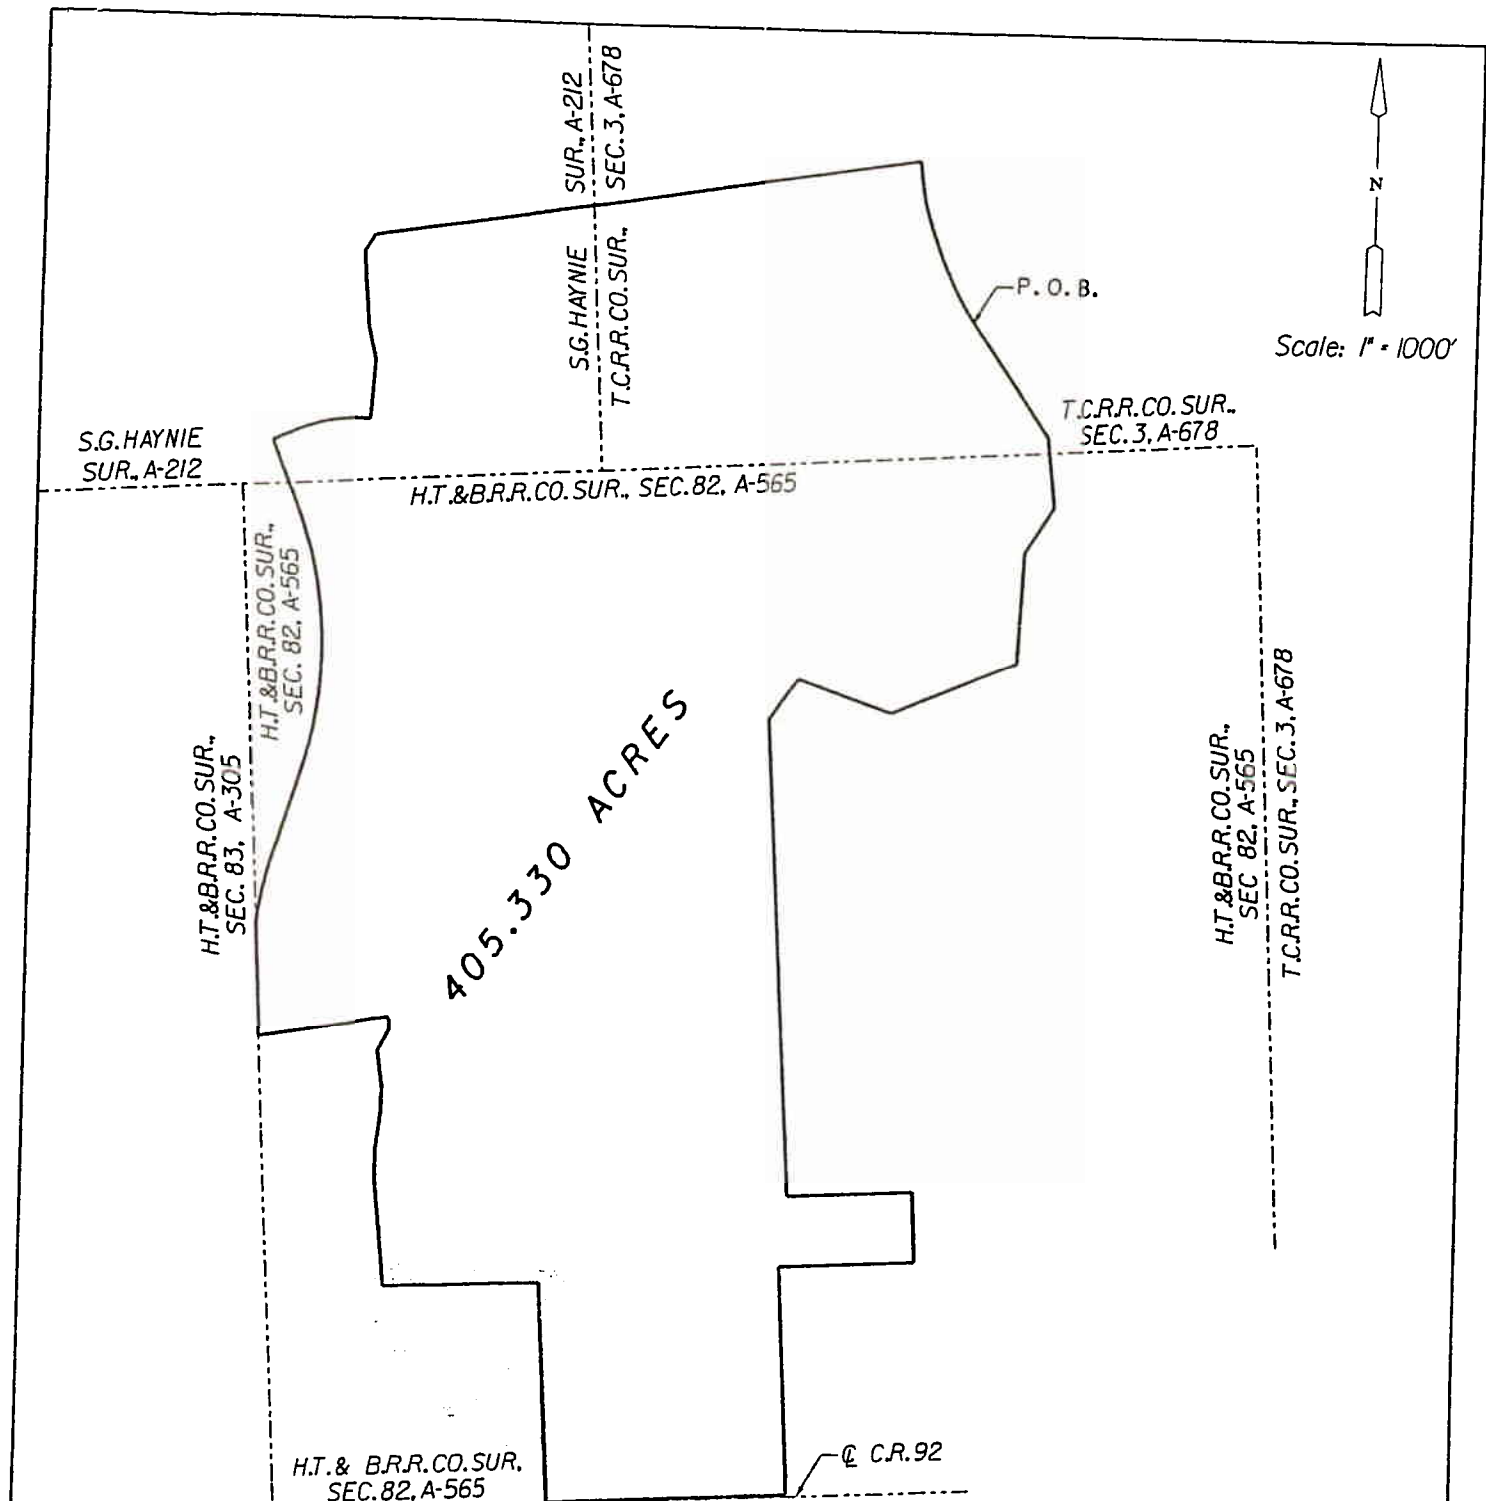 S.G.HAYNIE SUR., A-212
T.C.R.R.CO.SUR., SEC.3, A-678
N
P.O.B.
Scale: 1" = 1000'
T.C.R.R.CO.SUR.,
SEC.3, A-678
S.G.HAYNIE
SUR., A-212
H.T.&B.R.R.CO.SUR., SEC.82, A-565
H.T.&B.R.R.CO.SUR.,
SEC. 82, A-565
H.T.&B.R.R.CO.SUR.,
SEC. 83, A-305
405.330 ACRES
H.T.&B.R.R.CO.SUR.,
SEC 82, A-565
T.C.R.R.CO.SUR., SEC.3, A-678
℄ C.R.92
H.T.& B.R.R.CO.SUR.
SEC.82, A-565